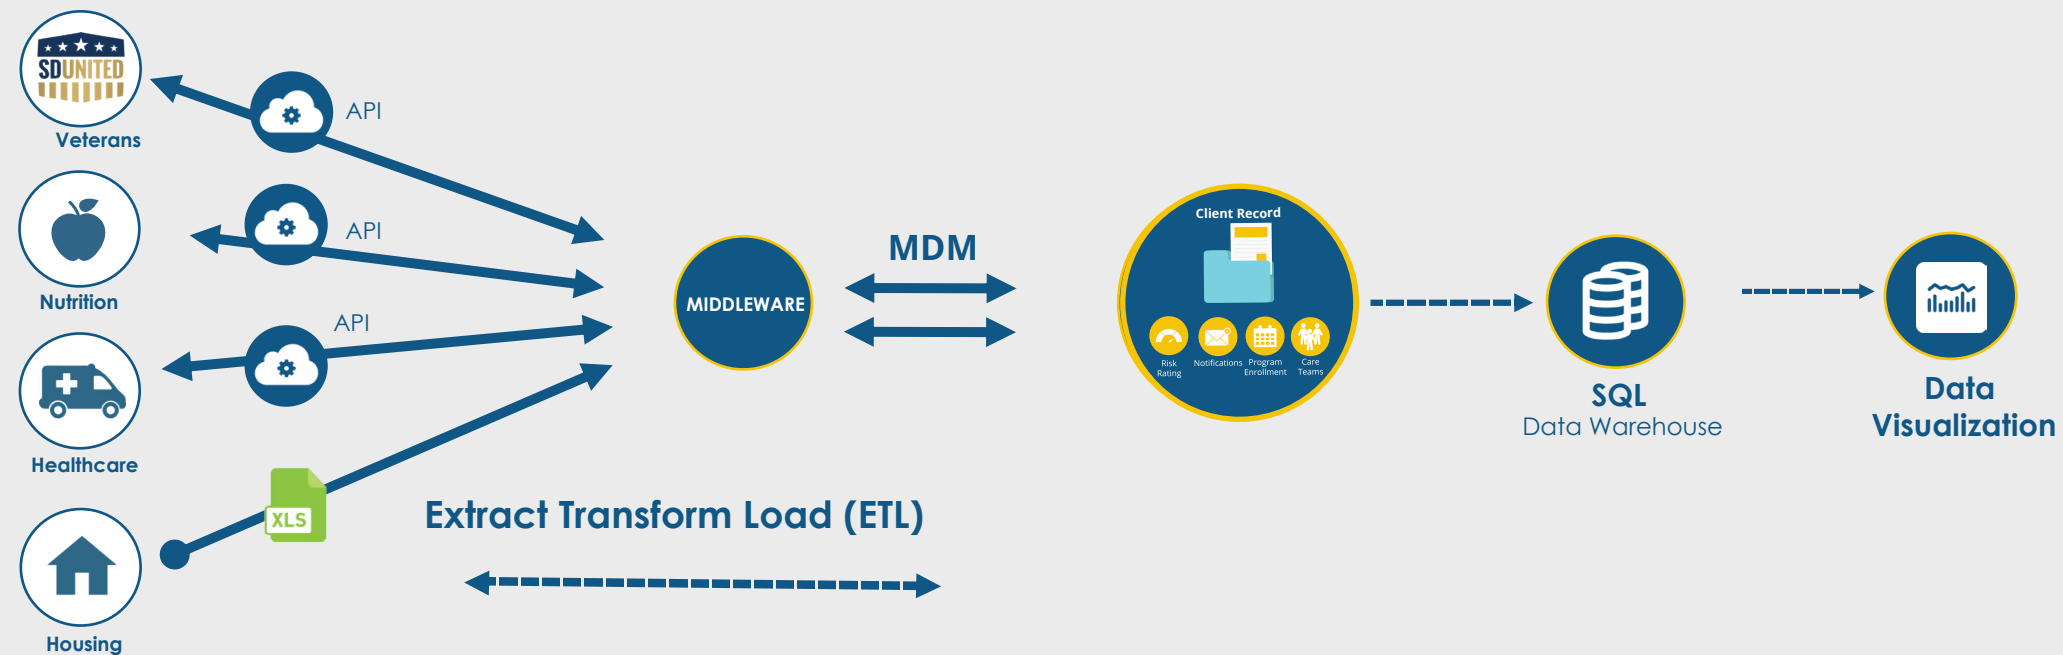 SDUNITED
Veterans
API
Nutrition
API
Healthcare
API
XLS
Housing
Extract Transform Load (ETL)
MIDDLEWARE
MDM
Client Record
Risk
Rating
Notifications
Program
Enrollment
Care
Teams
SQL
Data Warehouse
Data
Visualization